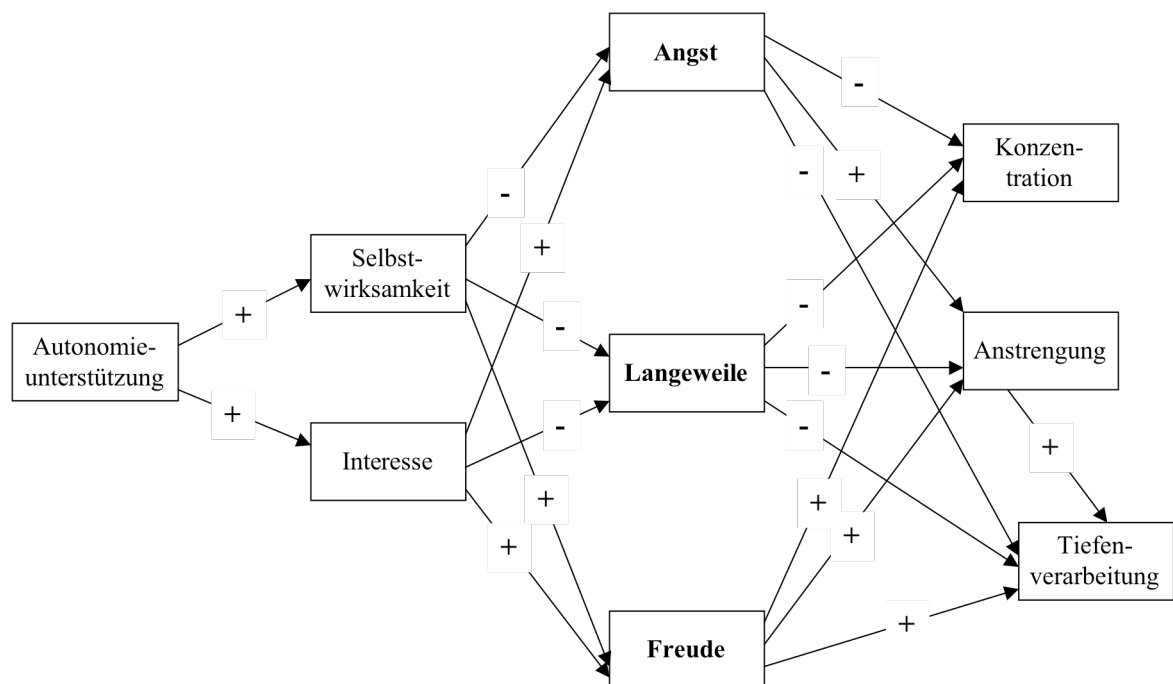 Angst
-
Konzen-
tration
-
+
-
Selbst-
wirksamkeit
+
+
-
-
Autonomie-
unterstützung
Langeweile
Anstrengung
-
+
-
-
Interesse
+
+
+
+
+
Tiefen-
verarbeitung
+
Freude